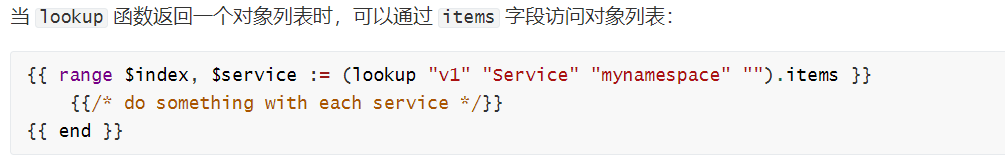 当 lookup 函数返回一个对象列表时，可以通过 items 字段访问对象列表：
{{ range $index, $service := (lookup "v1" "Service" "mynamespace" "").items }}
    {{/* do something with each service */}}
{{ end }}